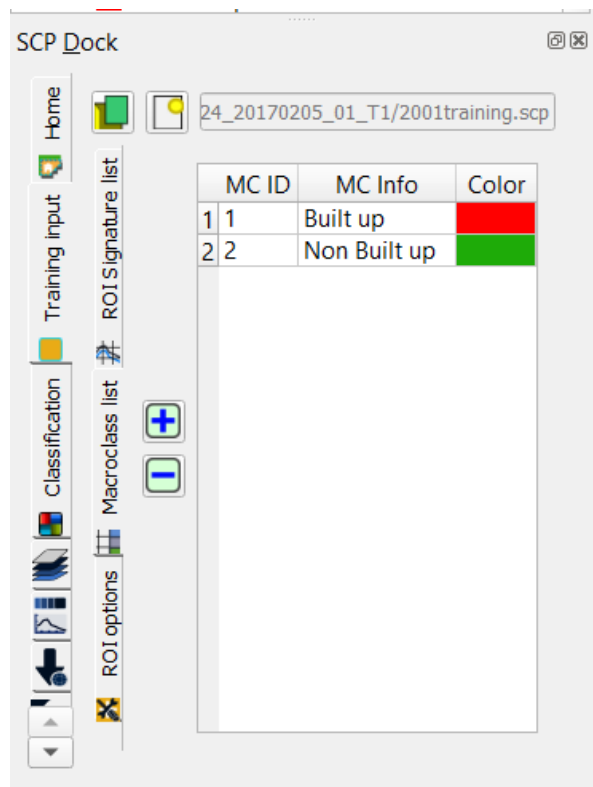 SCP Dock
Home
Training input
Classification
ROI Signature list
Macroclass list
ROI options
24_20170205_01_T1/2001training.scp
MC ID MC Info Color
1 1 Built up
2 2 Non Built up